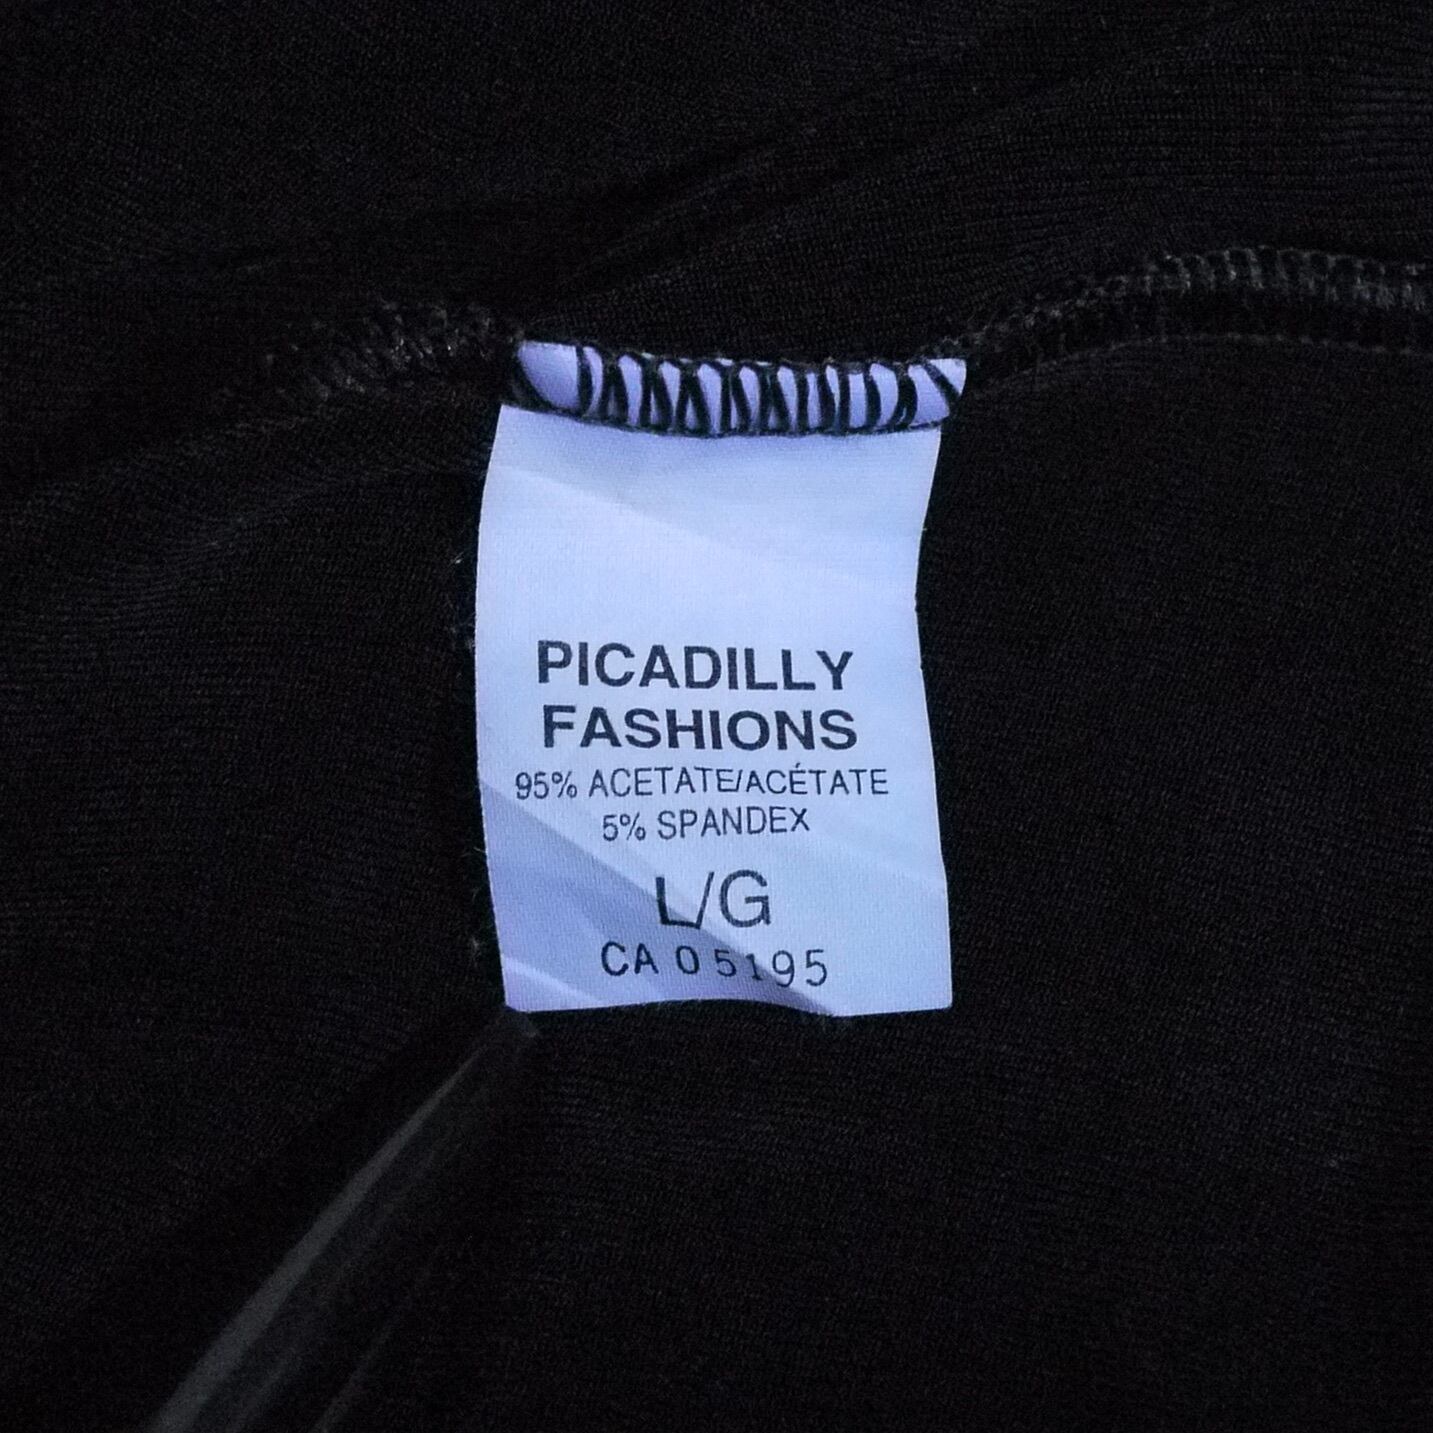 PICADILLY
FASHIONS
95% ACETATE/ACÉTATE
5% SPANDEX
L/G
CA 05195